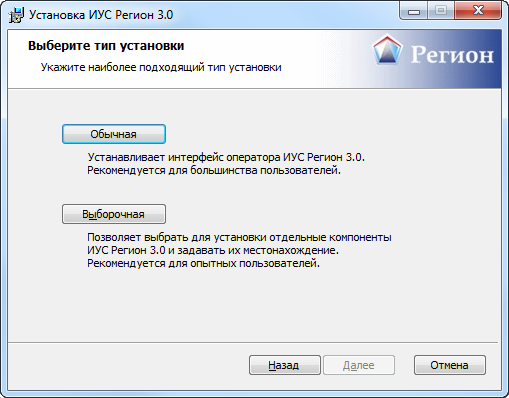 Установка ИУС Регион 3.0
Выберите тип установки
Укажите наиболее подходящий тип установки
Регион
Обычная
Устанавливает интерфейс оператора ИУС Регион 3.0.
Рекомендуется для большинства пользователей.
Выборочная
Позволяет выбрать для установки отдельные компоненты
ИУС Регион 3.0 и задавать их местонахождение.
Рекомендуется для опытных пользователей.
Назад
Далее
Отмена